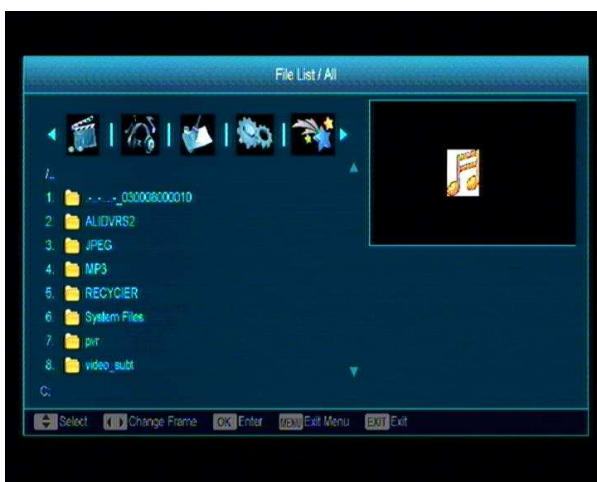 File List / All
/..
1. .-.-...-_030008000010
2. ALIDVRS2
3. JPEG
4. MP3
5. RECYCIER
6. System Files
7. pvr
8. video_subt
C:
Select Change Frame OK Enter MENU Exit Menu EXIT Exit